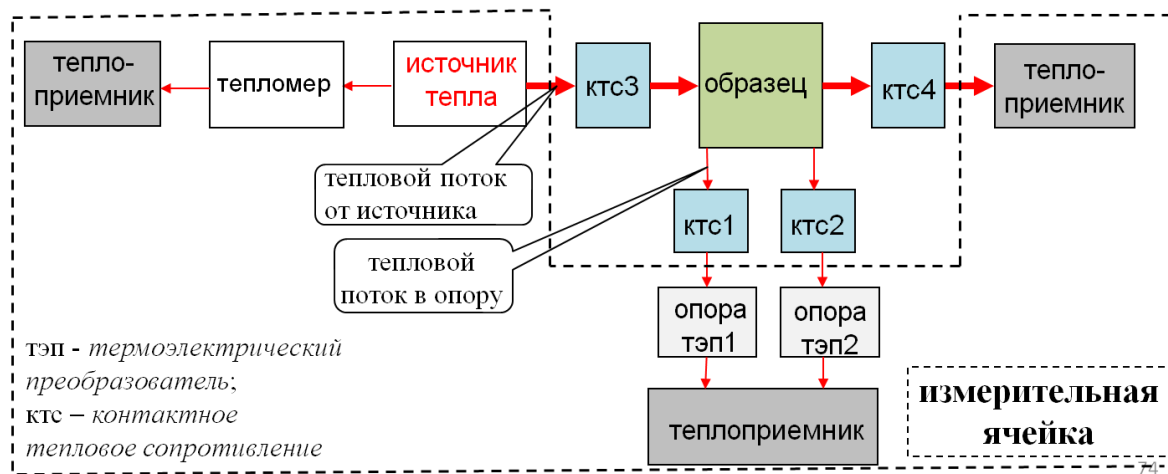 тепло-
приемник
тепломер
источник
тепла
ктс3
образец
ктс4
тепло-
приемник
тепловой поток
от источника
ктс1
ктс2
тепловой
поток в опору
опора
тэп1
опора
тэп2
тэп - термоэлектрический
преобразователь;
ктс – контактное
тепловое сопротивление
теплоприемник
измерительная
ячейка
74